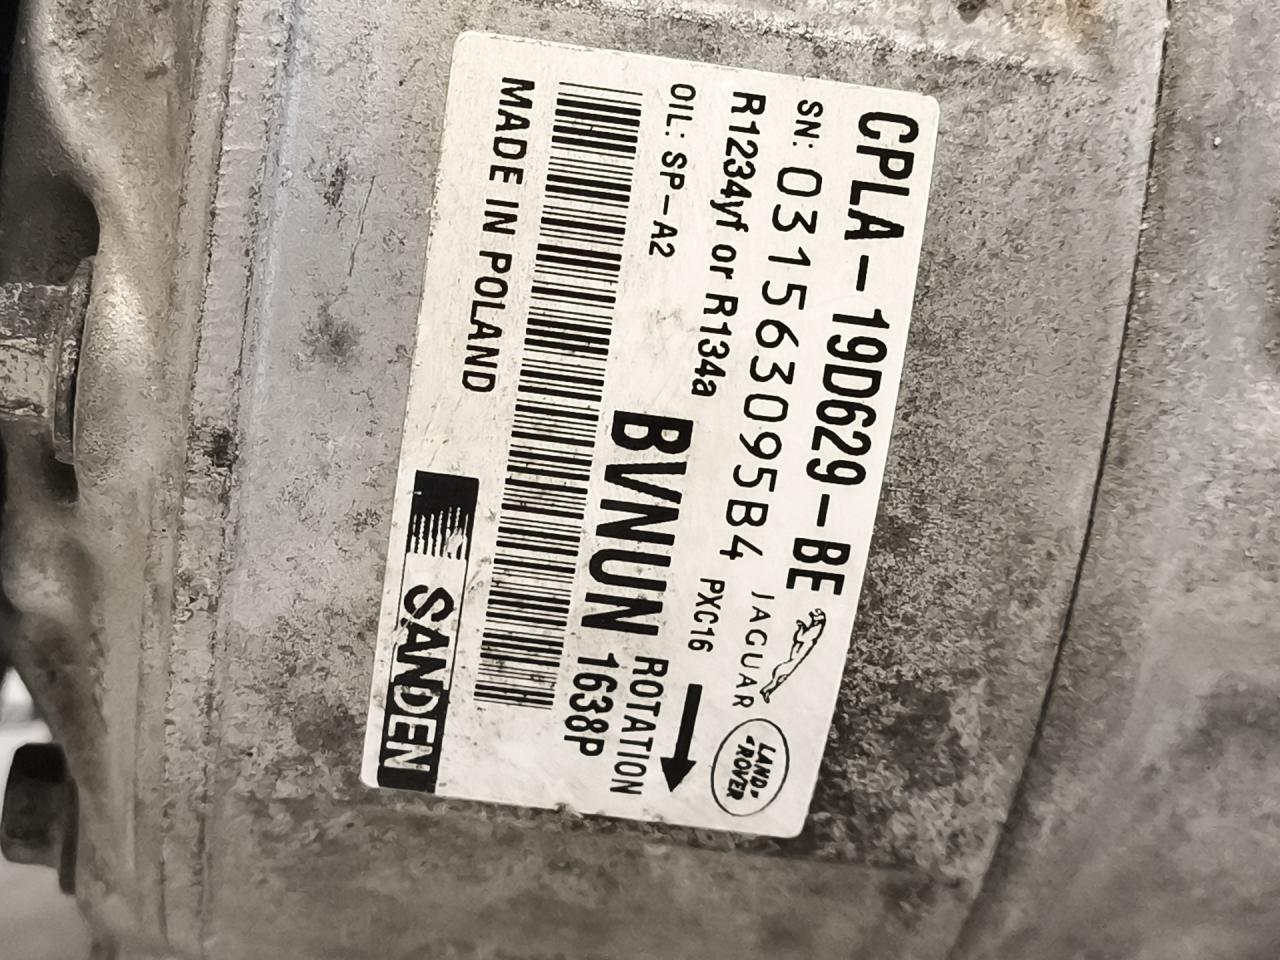 CPLA-19D629-BE
SN: 031563095B4
JAGUAR
LAND-
ROVER
R1234yf or R134a
PXC16
OIL: SP-A2
BVNUN
ROTATION
1638P
MADE IN POLAND
SANDEN